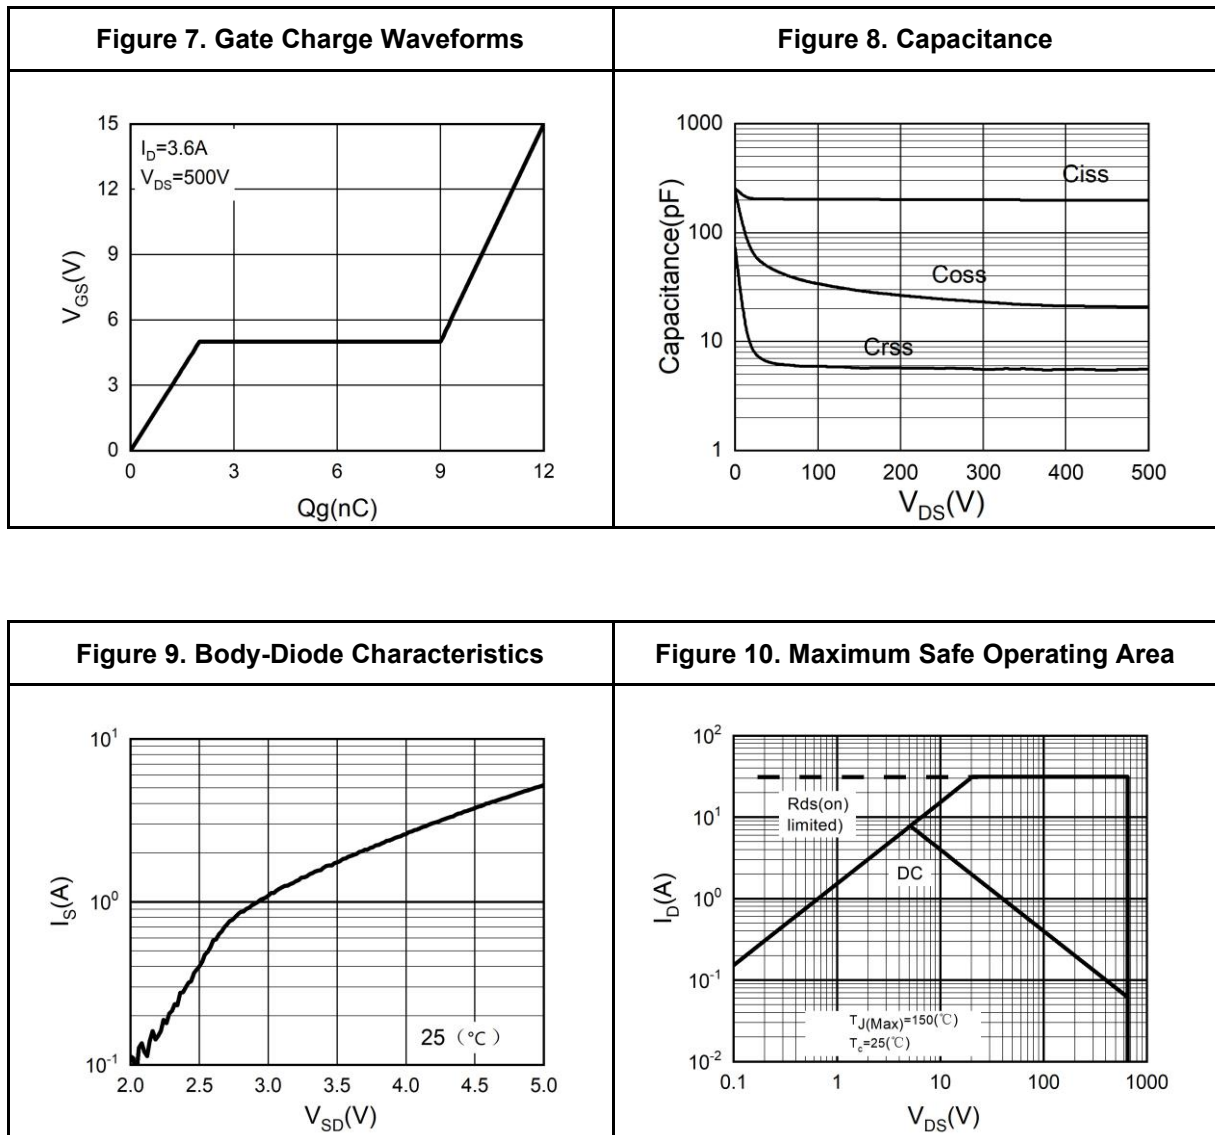 Figure 7. Gate Charge Waveforms
Figure 8. Capacitance
15
12
9
6
3
0
I_D=3.6A
V_DS=500V
V_GS(V)
0 3 6 9 12
Qg(nC)
1000
100
10
1
Capacitance(pF)
Ciss
Coss
Crss
0 100 200 300 400 500
V_DS(V)
Figure 9. Body-Diode Characteristics
Figure 10. Maximum Safe Operating Area
10^1
10^0
10^-1
I_S(A)
25（℃）
2.0 2.5 3.0 3.5 4.0 4.5 5.0
V_SD(V)
10^2
10^1
10^0
10^-1
10^-2
I_D(A)
Rds(on)
limited)
DC
T_J(Max)=150(℃)
T_c=25(℃)
0.1 1 10 100 1000
V_DS(V)